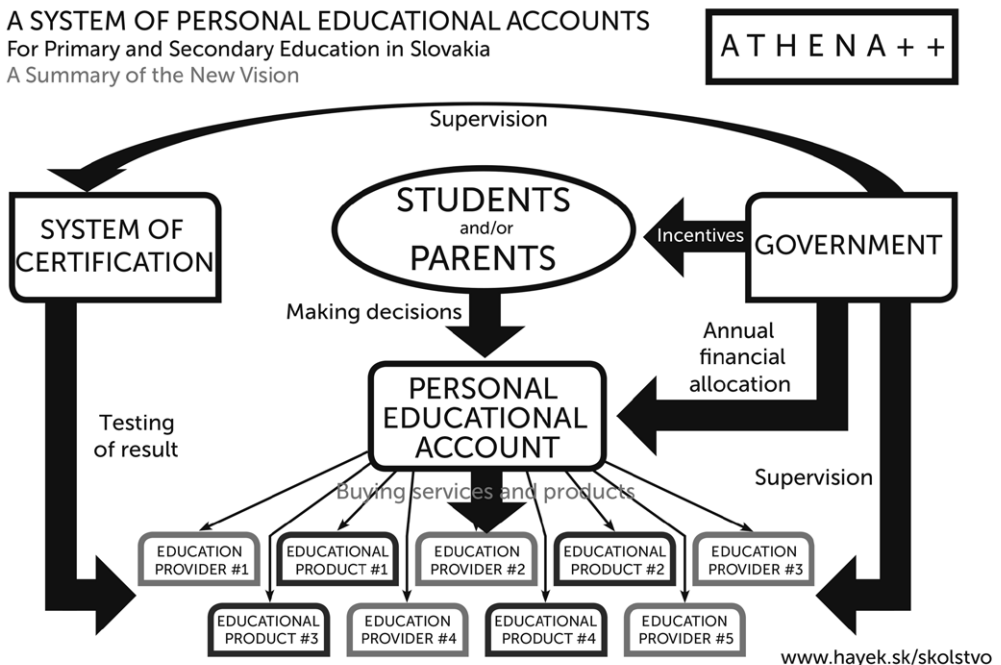 A SYSTEM OF PERSONAL EDUCATIONAL ACCOUNTS
For Primary and Secondary Education in Slovakia
A Summary of the New Vision
ATHENA++
Supervision
SYSTEM OF
CERTIFICATION
STUDENTS
and/or
PARENTS
Incentives
GOVERNMENT
Making decisions
Annual
financial
allocation
PERSONAL
EDUCATIONAL
ACCOUNT
Testing
of result
Supervision
Buying services and products
EDUCATION
PROVIDER #1
EDUCATIONAL
PRODUCT #1
EDUCATION
PROVIDER #2
EDUCATIONAL
PRODUCT #2
EDUCATION
PROVIDER #3
EDUCATIONAL
PRODUCT #3
EDUCATION
PROVIDER #4
EDUCATIONAL
PRODUCT #4
EDUCATION
PROVIDER #5
www.hayek.sk/skolstvo